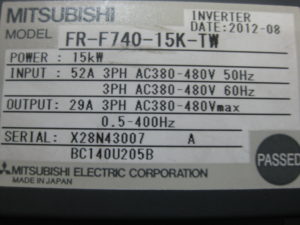 MITSUBISHI INVERTER
MODEL FR-F740-15K-TW DATE:2012-08
POWER : 15kW
INPUT : 52A 3PH AC380-480V 50Hz
3PH AC380-480V 60Hz
OUTPUT: 29A 3PH AC380-480Vmax
0.5-400Hz
SERIAL: X28N43007 A
BC140U205B
PASSED
MITSUBISHI ELECTRIC CORPORATION
MADE IN JAPAN